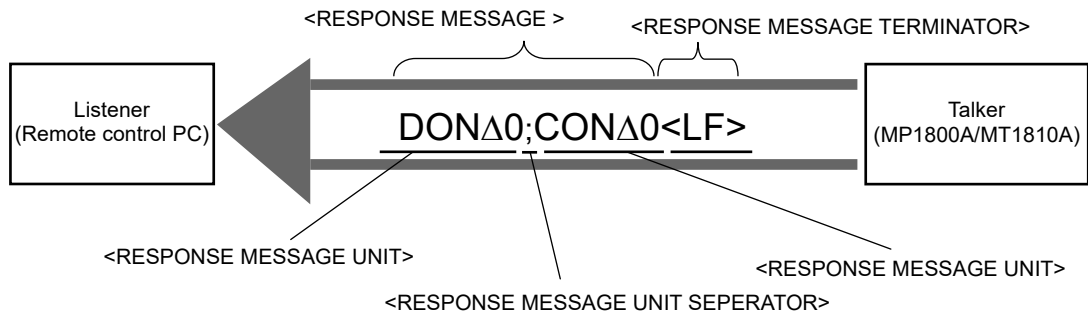 <RESPONSE MESSAGE >
<RESPONSE MESSAGE TERMINATOR>
Listener
(Remote control PC)
DON∆0;CON∆0<LF>
Talker
(MP1800A/MT1810A)
<RESPONSE MESSAGE UNIT>
<RESPONSE MESSAGE UNIT>
<RESPONSE MESSAGE UNIT SEPERATOR>